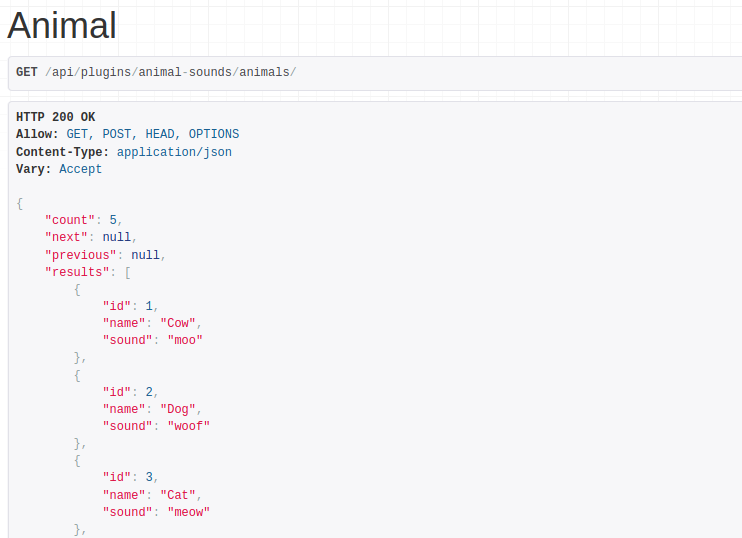 Animal
GET /api/plugins/animal-sounds/animals/
HTTP 200 OK
Allow: GET, POST, HEAD, OPTIONS
Content-Type: application/json
Vary: Accept
{
    "count": 5,
    "next": null,
    "previous": null,
    "results": [
        {
            "id": 1,
            "name": "Cow",
            "sound": "moo"
        },
        {
            "id": 2,
            "name": "Dog",
            "sound": "woof"
        },
        {
            "id": 3,
            "name": "Cat",
            "sound": "meow"
        },